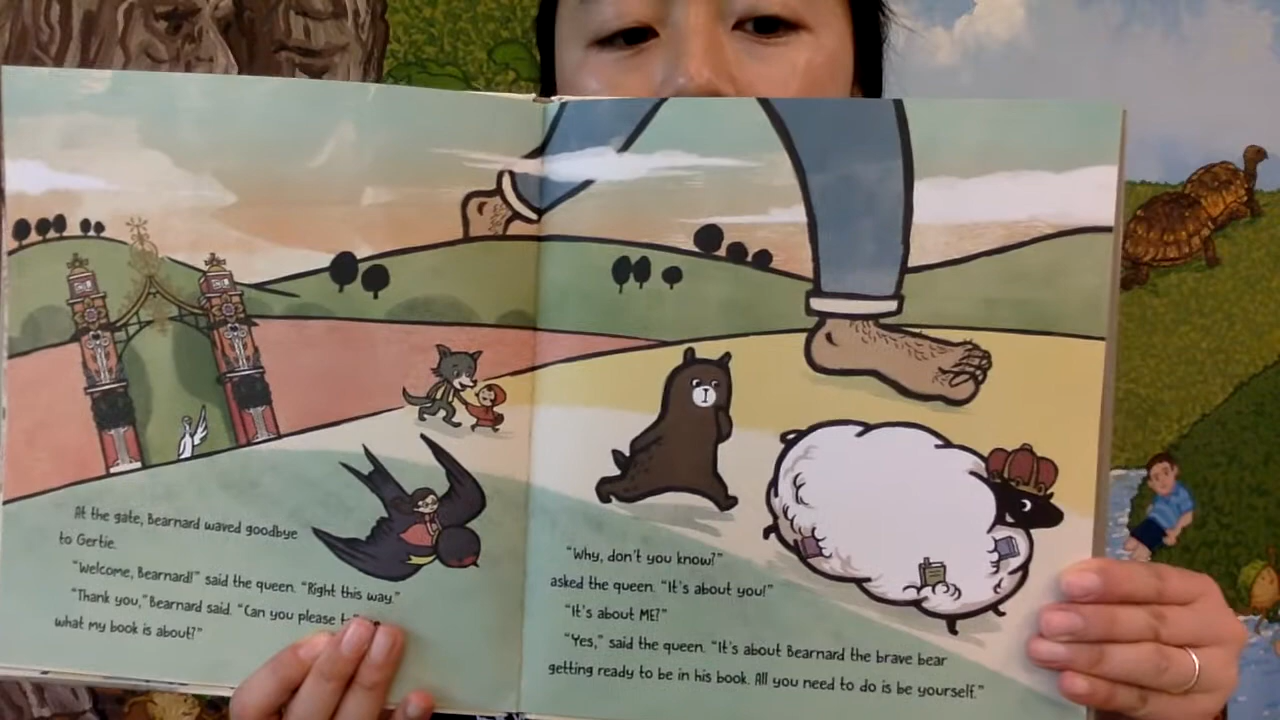 At the gate, Bearnard waved goodbye
to Gertie.
"Welcome, Bearnard!" said the queen. "Right this way."
"Thank you," Bearnard said. "Can you please
what my book is about?"
"Why, don't you know?"
asked the queen. "It's about you!"
"It's about ME?"
"Yes," said the queen. "It's about Bearnard the brave bear
getting ready to be in his book. All you need to do is be yourself."